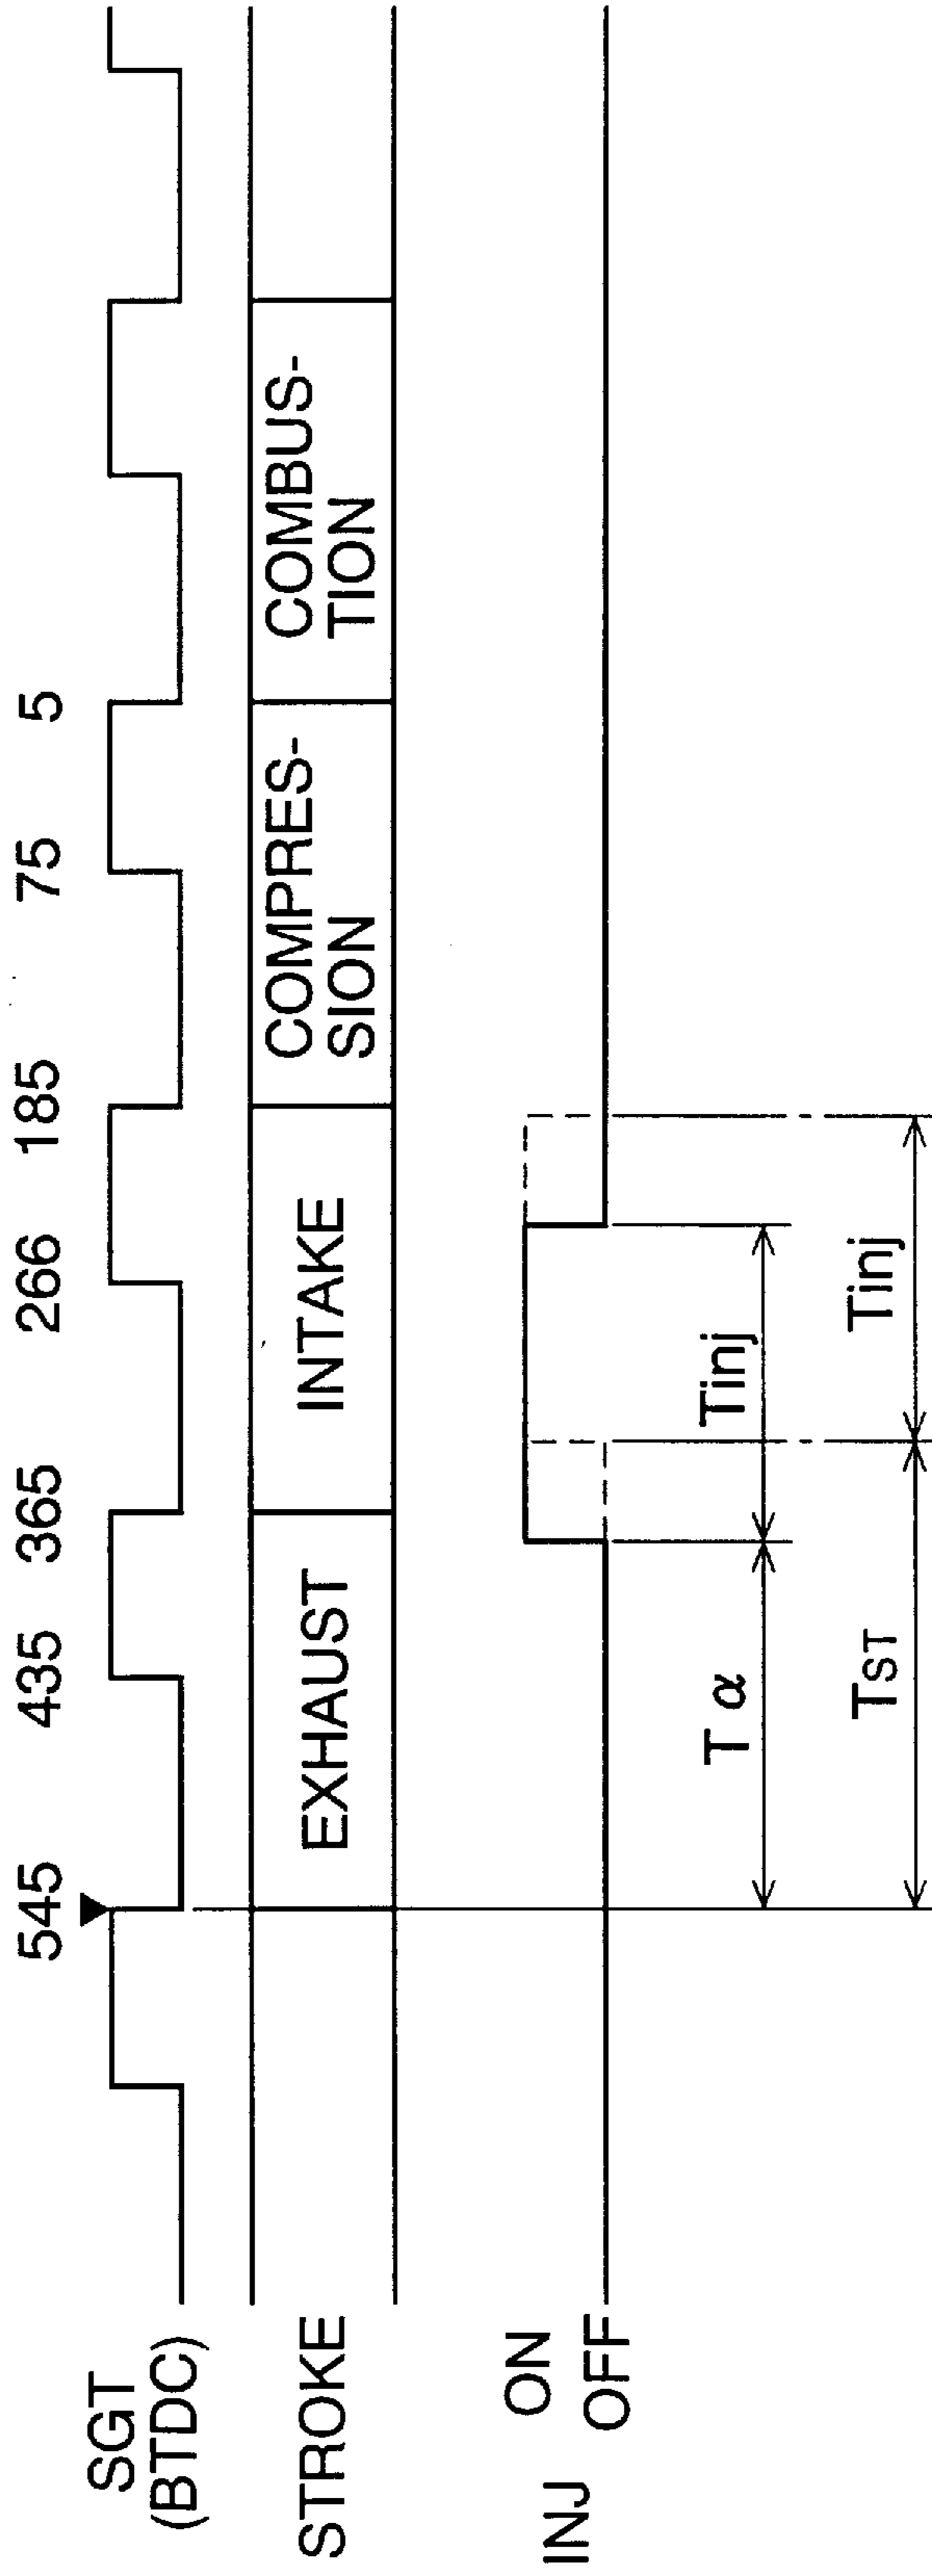 545 435 365 266 185 75 5
SGT
(BTDC)
STROKE
EXHAUST
INTAKE
COMPRES-
SION
COMBUS-
TION
INJ
ON
OFF
T α
Tinj
TST
Tinj